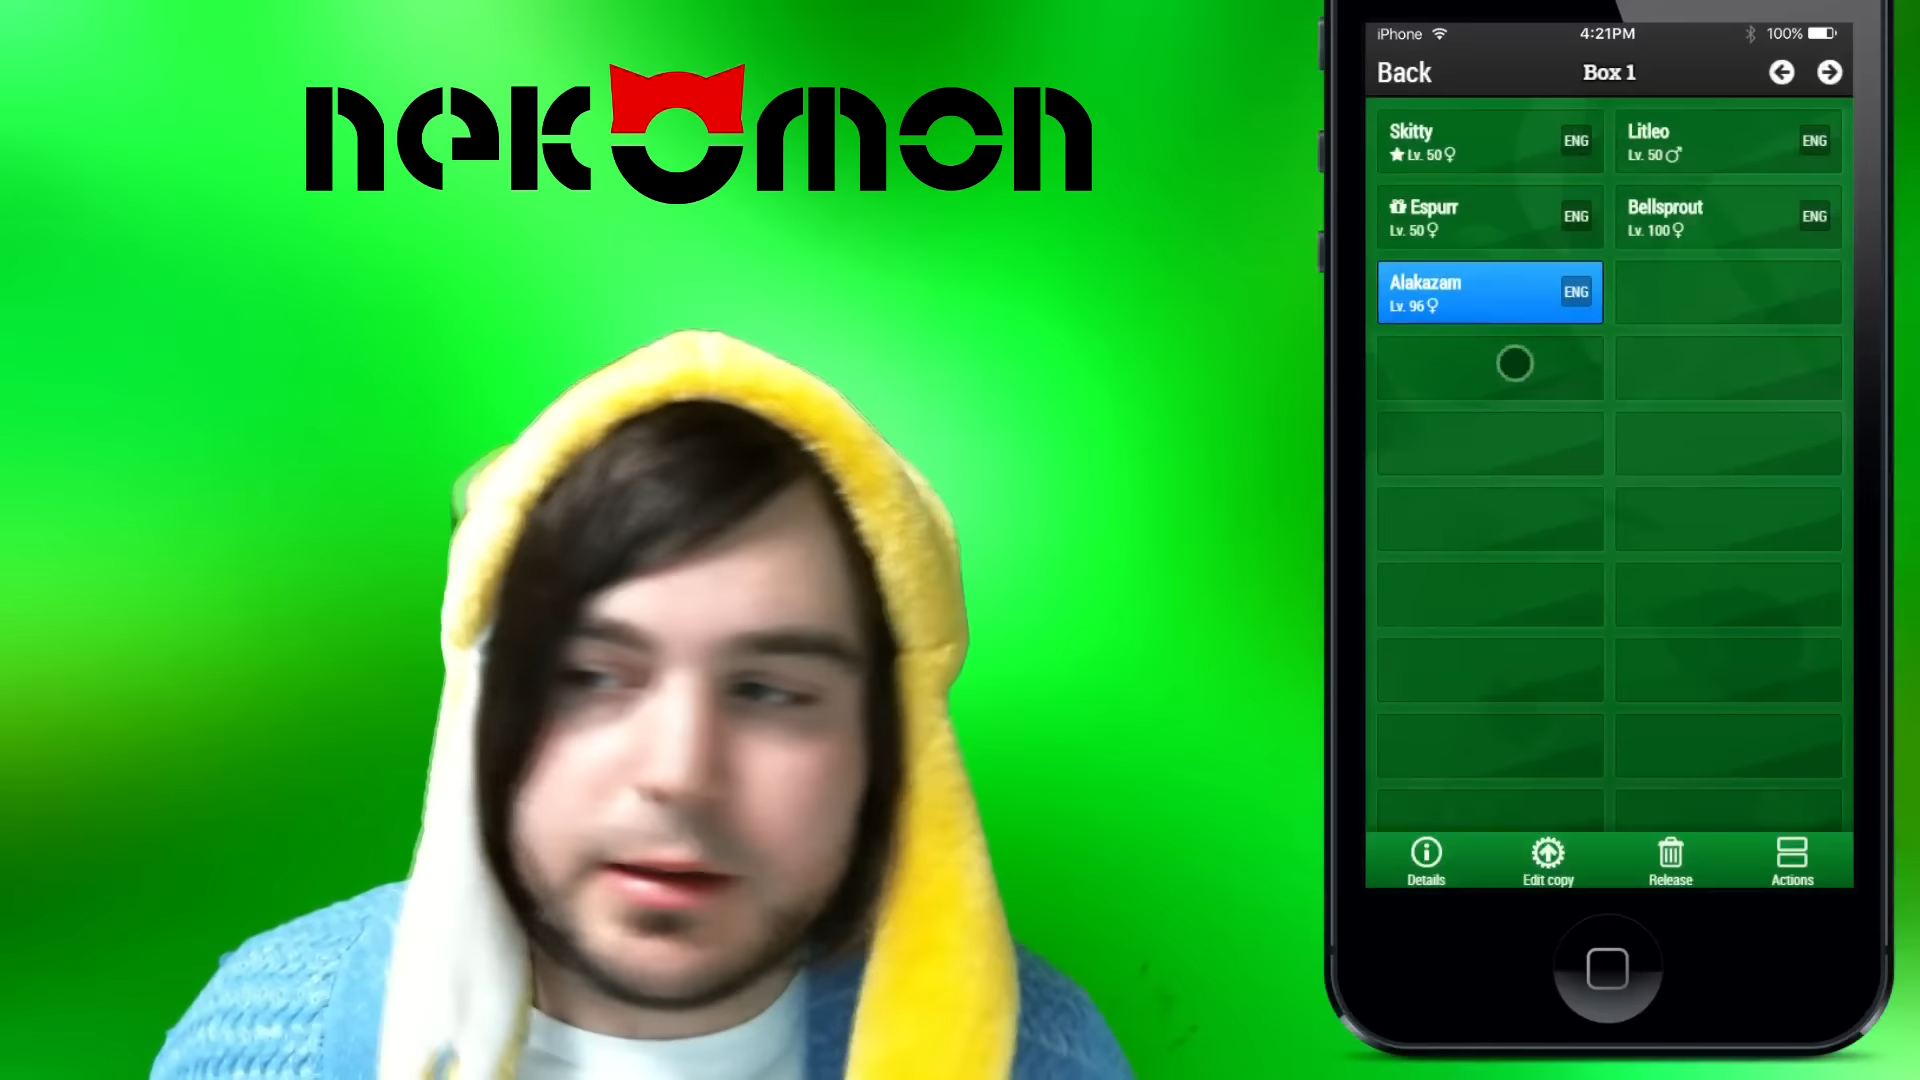 nekomon
iPhone 4:21PM 100%
Back Box 1
Skitty ENG
Lv. 50♀
Litleo ENG
Lv. 50♂
Espurr ENG
Lv. 50♀
Bellsprout ENG
Lv. 100♀
Alakazam ENG
Lv. 96♀
Details Edit copy Release Actions